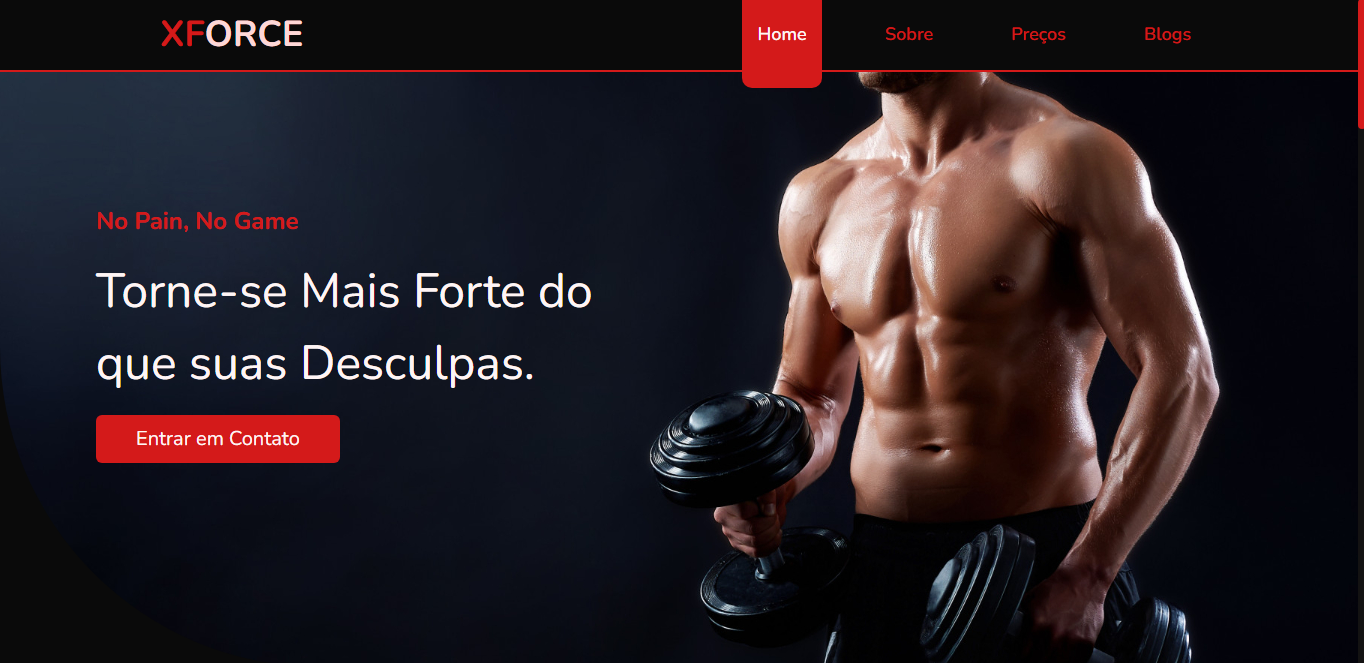 XFORCE
Home Sobre Preços Blogs
No Pain, No Game
Torne-se Mais Forte do
que suas Desculpas.
Entrar em Contato